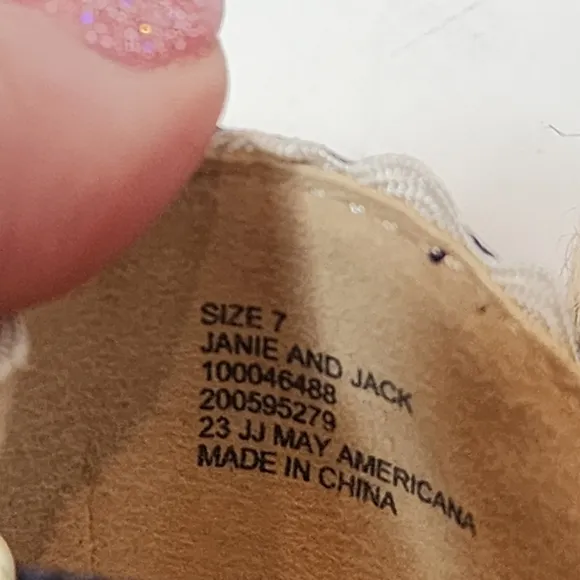 SIZE 7
JANIE AND JACK
100046488
200595279
23 JJ MAY AMERICANA
MADE IN CHINA